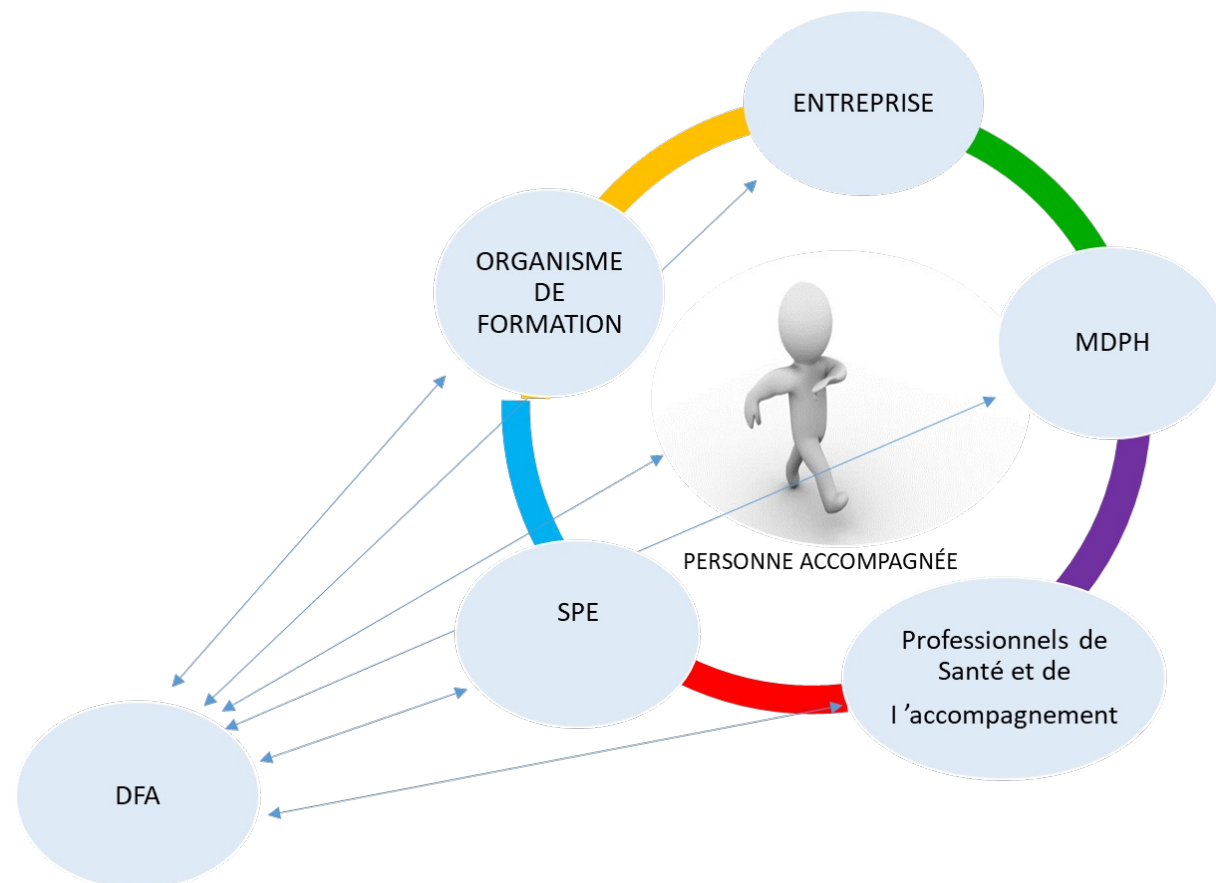 ENTREPRISE
ORGANISME
DE
FORMATION
MDPH
PERSONNE ACCOMPAGNÉE
SPE
Professionnels de
Santé et de
l ’accompagnement
DFA